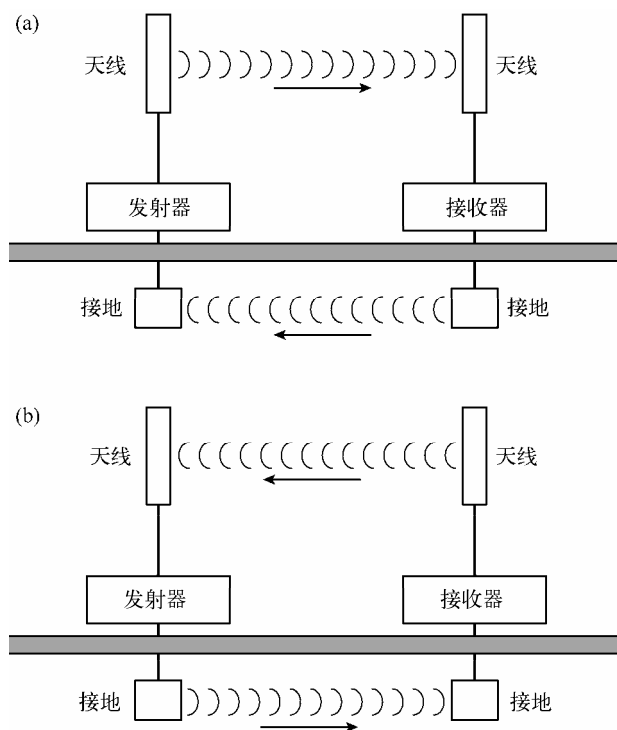 (a)
天线 天线
发射器 接收器
接地 接地
(b)
天线 天线
发射器 接收器
接地 接地